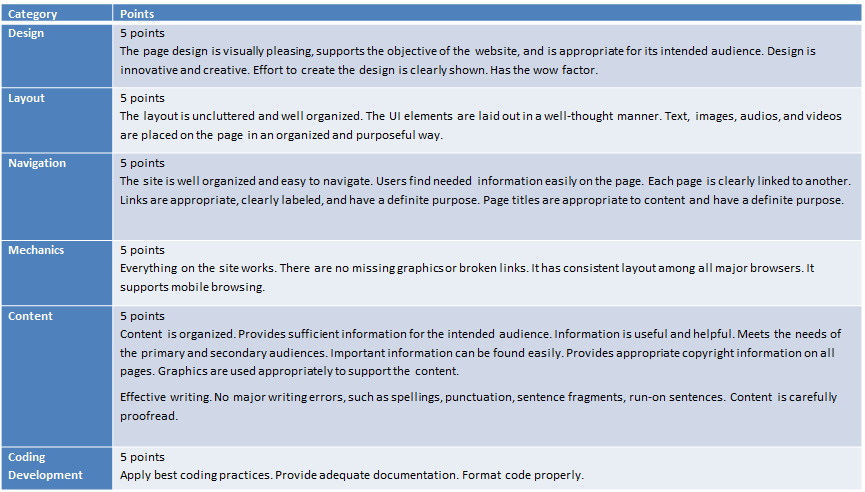 Category Points
Design 5 points
The page design is visually pleasing, supports the objective of the website, and is appropriate for its intended audience. Design is
innovative and creative. Effort to create the design is clearly shown. Has the wow factor.
Layout 5 points
The layout is uncluttered and well organized. The UI elements are laid out in a well-thought manner. Text, images, audios, and videos
are placed on the page in an organized and purposeful way.
Navigation 5 points
The site is well organized and easy to navigate. Users find needed information easily on the page. Each page is clearly linked to another.
Links are appropriate, clearly labeled, and have a definite purpose. Page titles are appropriate to content and have a definite purpose.
Mechanics 5 points
Everything on the site works. There are no missing graphics or broken links. It has consistent layout among all major browsers. It
supports mobile browsing.
Content 5 points
Content is organized. Provides sufficient information for the intended audience. Information is useful and helpful. Meets the needs of
the primary and secondary audiences. Important information can be found easily. Provides appropriate copyright information on all
pages. Graphics are used appropriately to support the content.
Effective writing. No major writing errors, such as spellings, punctuation, sentence fragments, run-on sentences. Content is carefully
proofread.
Coding 5 points
Development Apply best coding practices. Provide adequate documentation. Format code properly.